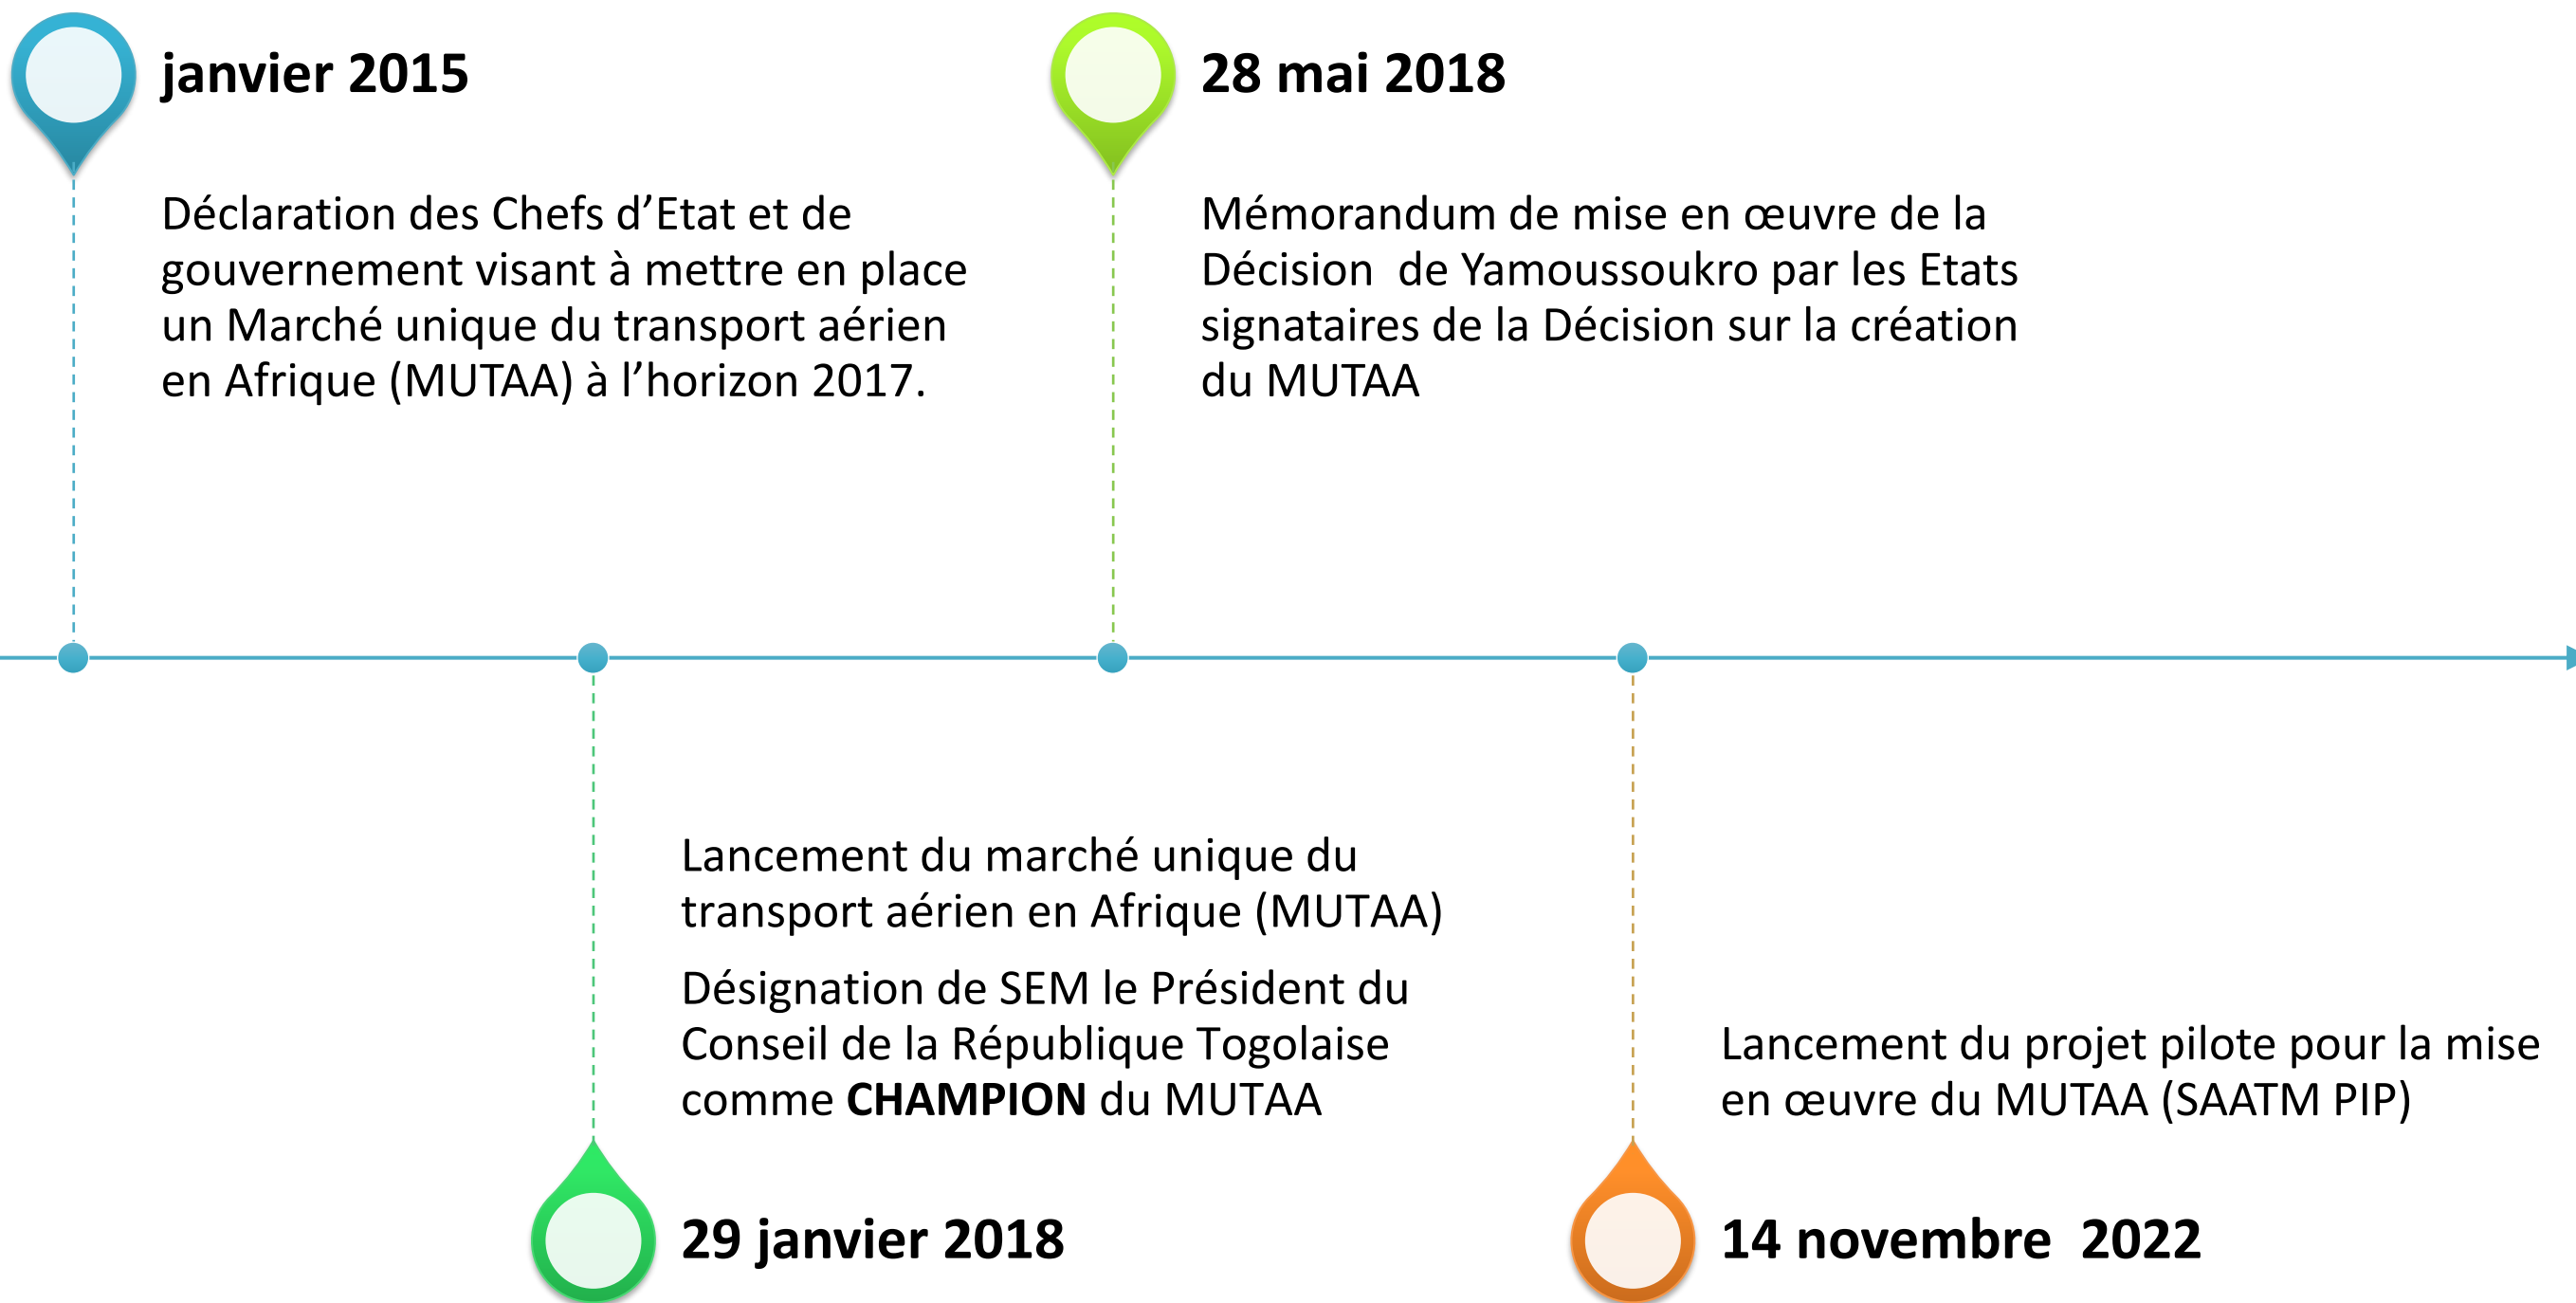 janvier 2015
Déclaration des Chefs d’Etat et de
gouvernement visant à mettre en place
un Marché unique du transport aérien
en Afrique (MUTAA) à l’horizon 2017.
Lancement du marché unique du
transport aérien en Afrique (MUTAA)
Désignation de SEM le Président du
Conseil de la République Togolaise
comme CHAMPION du MUTAA
29 janvier 2018
28 mai 2018
Mémorandum de mise en œuvre de la
Décision  de Yamoussoukro par les Etats
signataires de la Décision sur la création
du MUTAA
Lancement du projet pilote pour la mise
en œuvre du MUTAA (SAATM PIP)
14 novembre  2022